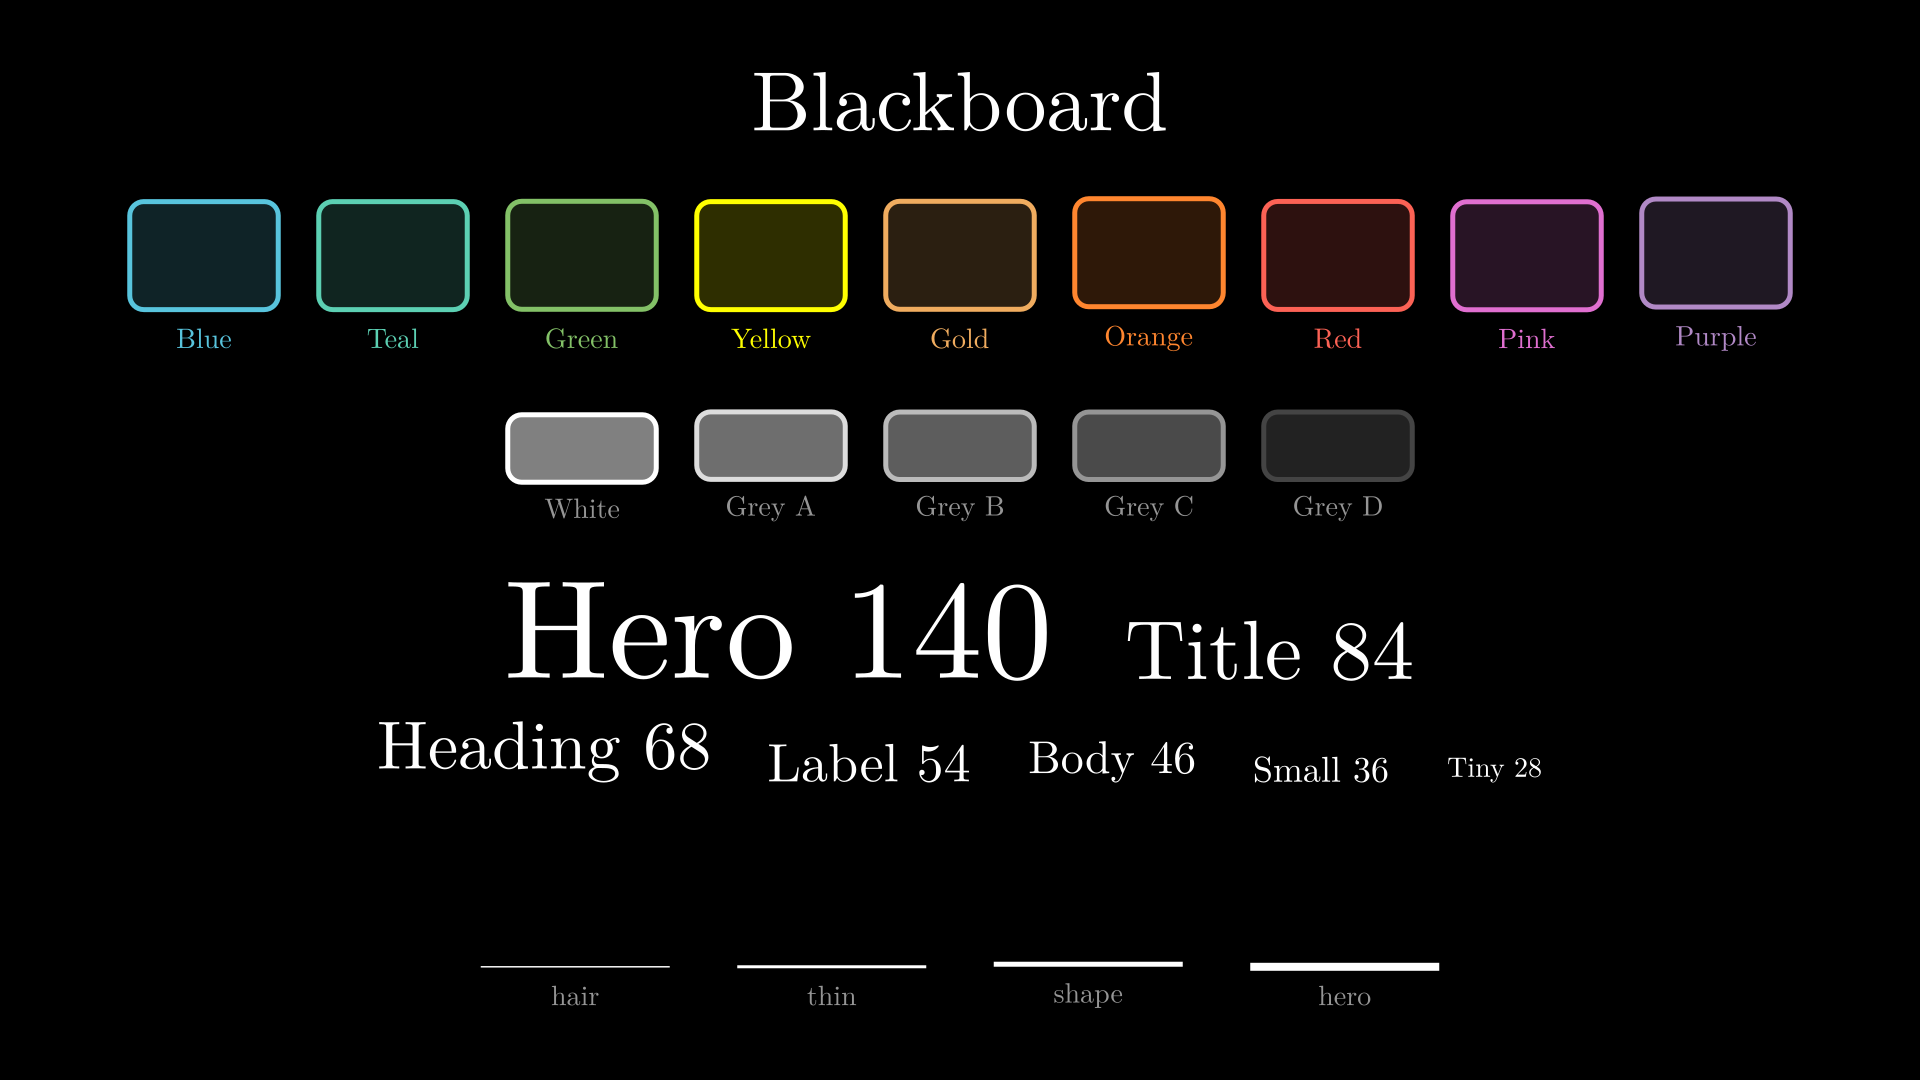 Blackboard
Blue Teal Green Yellow Gold Orange Red Pink Purple
White Grey A Grey B Grey C Grey D
Hero 140 Title 84
Heading 68 Label 54 Body 46 Small 36 Tiny 28
hair thin shape hero